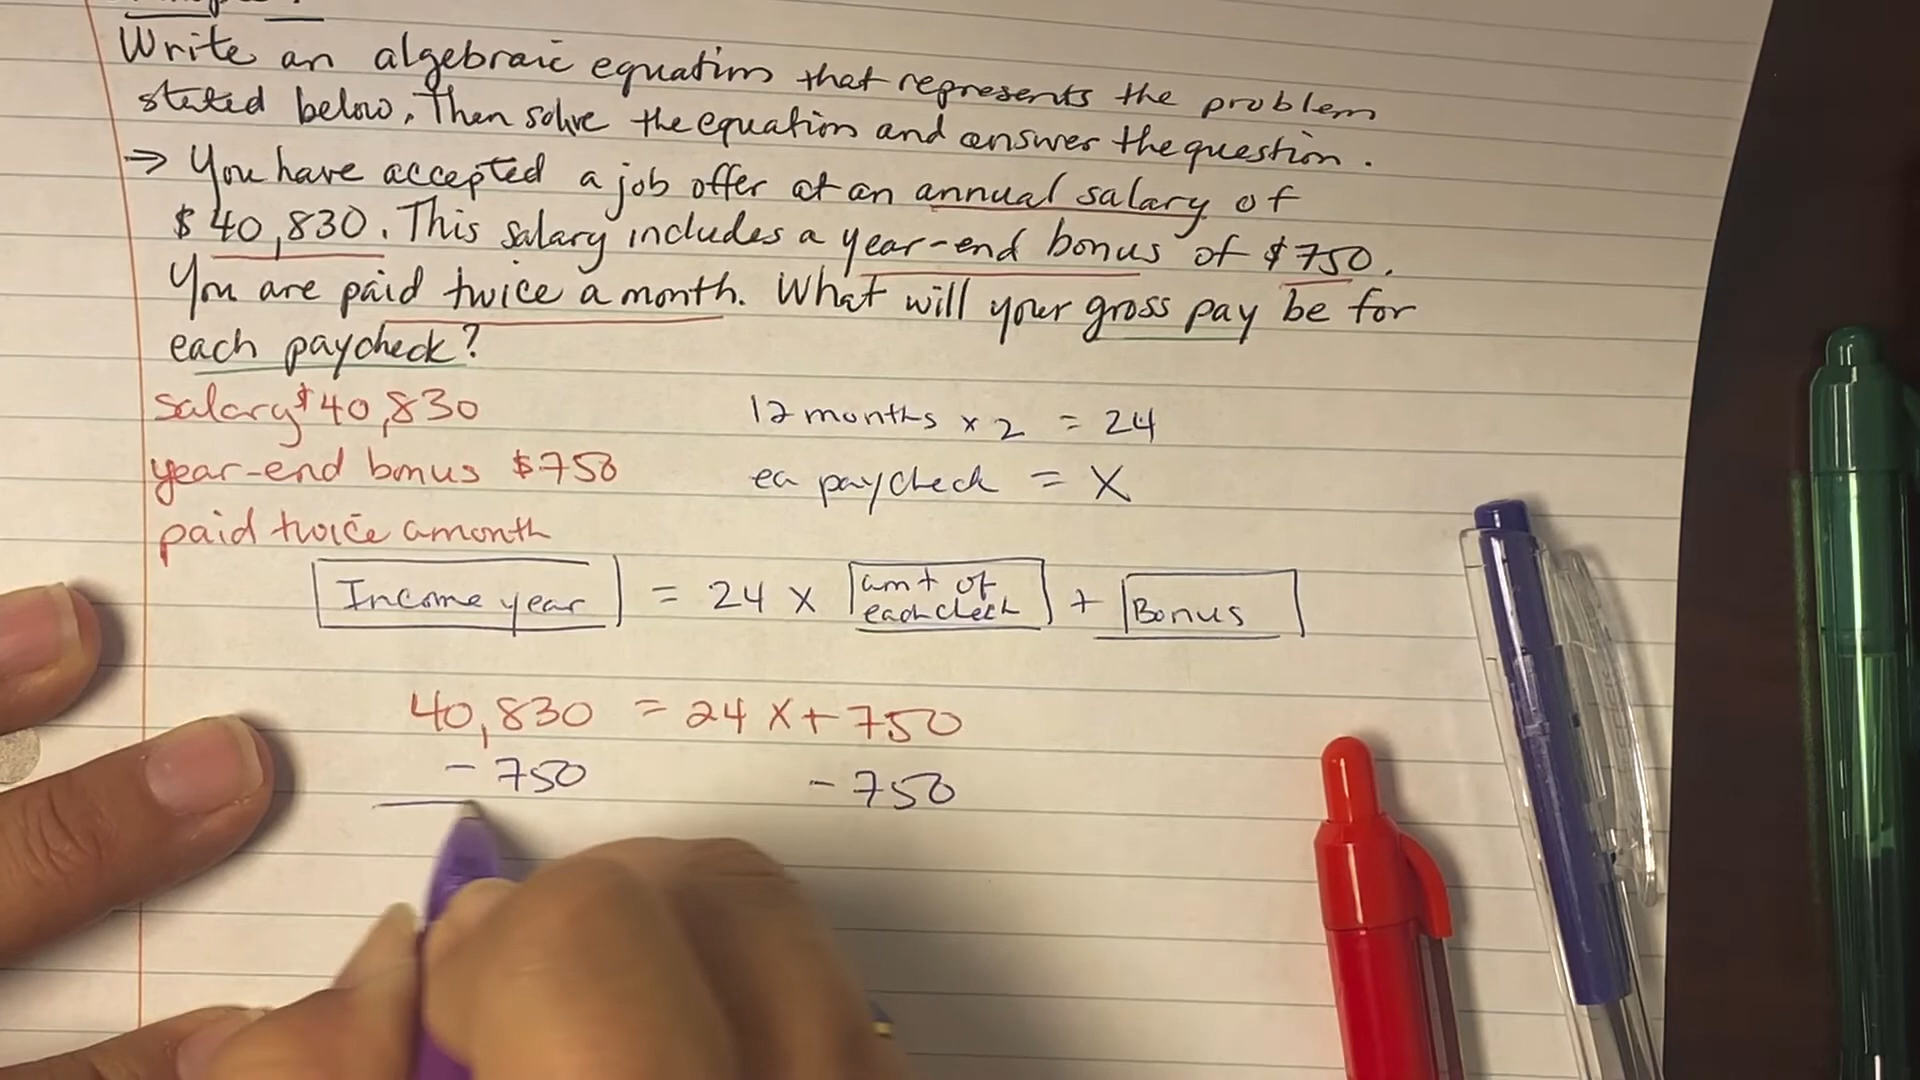 Write an algebraic equation that represents the problem
stated below. Then solve the equation and answer the question.
⇒ You have accepted a job offer at an annual salary of
$40,830. This salary includes a year-end bonus of $750.
You are paid twice a month. What will your gross pay be for
each paycheck?
salary $40,830
12 months x 2 = 24
year-end bonus $750
ea paycheck = X
paid twice a month
Income year = 24 x amt of each check + Bonus
40,830 = 24 x + 750
- 750 - 750